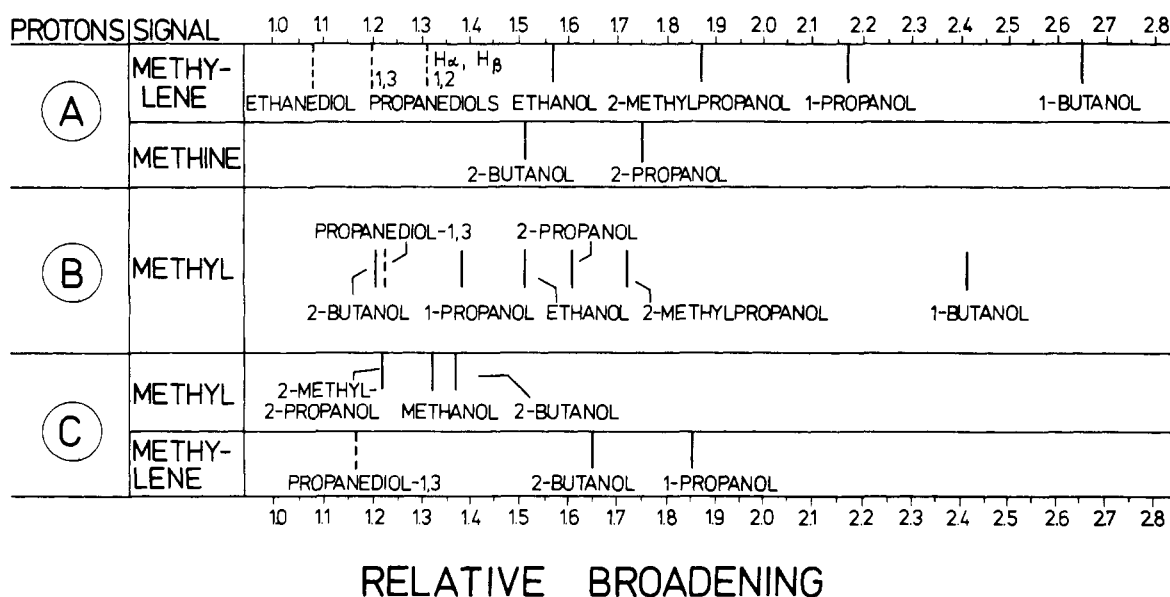 PROTONS SIGNAL 1.0 1.1 1.2 1.3 1.4 1.5 1.6 1.7 1.8 1.9 2.0 2.1 2.2 2.3 2.4 2.5 2.6 2.7 2.8
A
METHY-
LENE
Hα, Hβ
1,3 1,2
ETHANEDIOL PROPANEDIOLS ETHANOL 2-METHYLPROPANOL 1-PROPANOL 1-BUTANOL
METHINE
2-BUTANOL 2-PROPANOL
B
METHYL
PROPANEDIOL-1,3 2-PROPANOL
2-BUTANOL 1-PROPANOL ETHANOL 2-METHYLPROPANOL 1-BUTANOL
C
METHYL
2-METHYL-
2-PROPANOL METHANOL 2-BUTANOL
METHY-
LENE
PROPANEDIOL-1,3 2-BUTANOL 1-PROPANOL
1.0 1.1 1.2 1.3 1.4 1.5 1.6 1.7 1.8 1.9 2.0 2.1 2.2 2.3 2.4 2.5 2.6 2.7 2.8
RELATIVE BROADENING